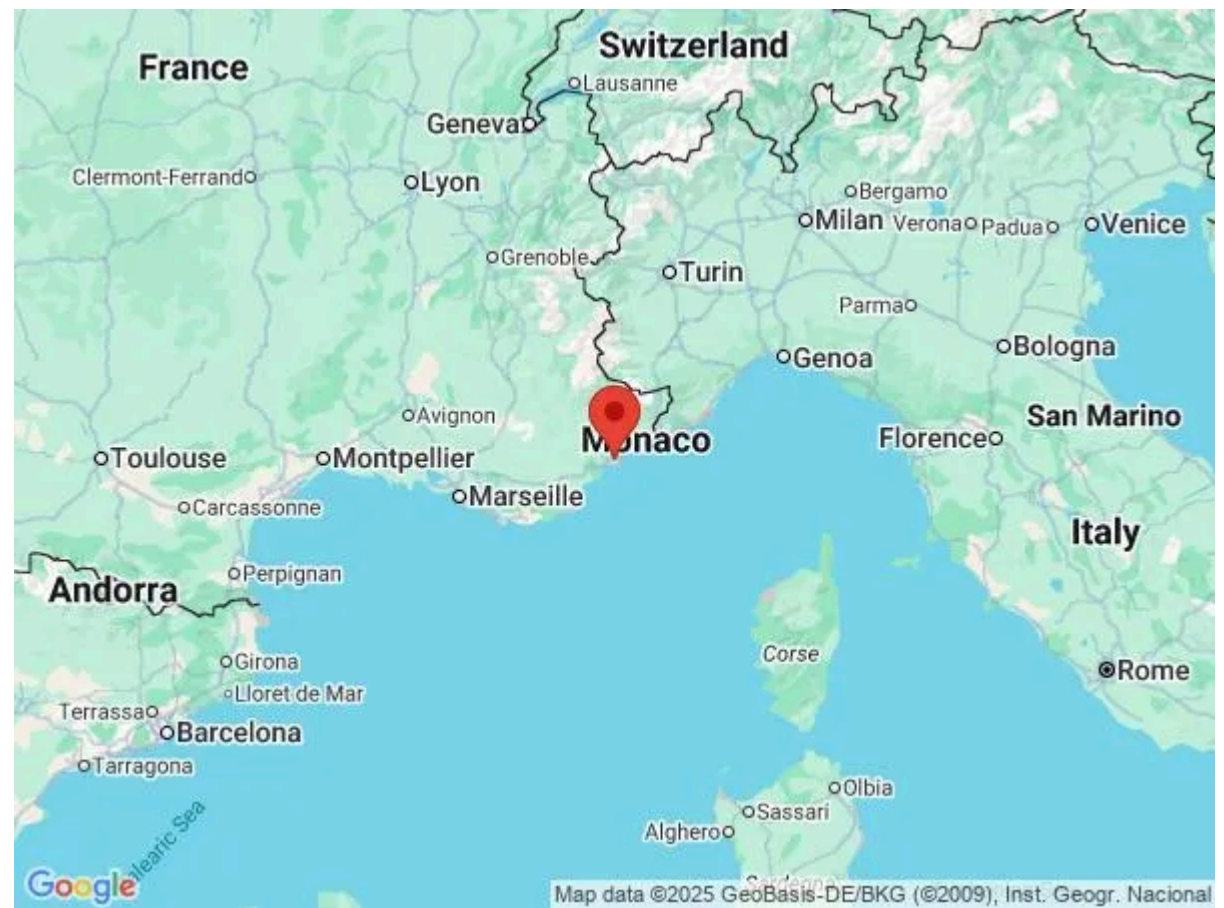 Switzerland
France
Lausanne
Geneva
Clermont-Ferrand
Lyon
Bergamo
Milan
Verona
Padua
Venice
Grenoble
Turin
Parma
Bologna
Genoa
Avignon
San Marino
Monaco
Florence
Toulouse
Montpellier
Marseille
Carcassonne
Italy
Perpignan
Andorra
Corse
Girona
Rome
Lloret de Mar
Terrassa
Barcelona
Tarragona
Olbia
Sassari
Alghero
alearic Sea
Google
Map data ©2025 GeoBasis-DE/BKG (©2009), Inst. Geogr. Nacional